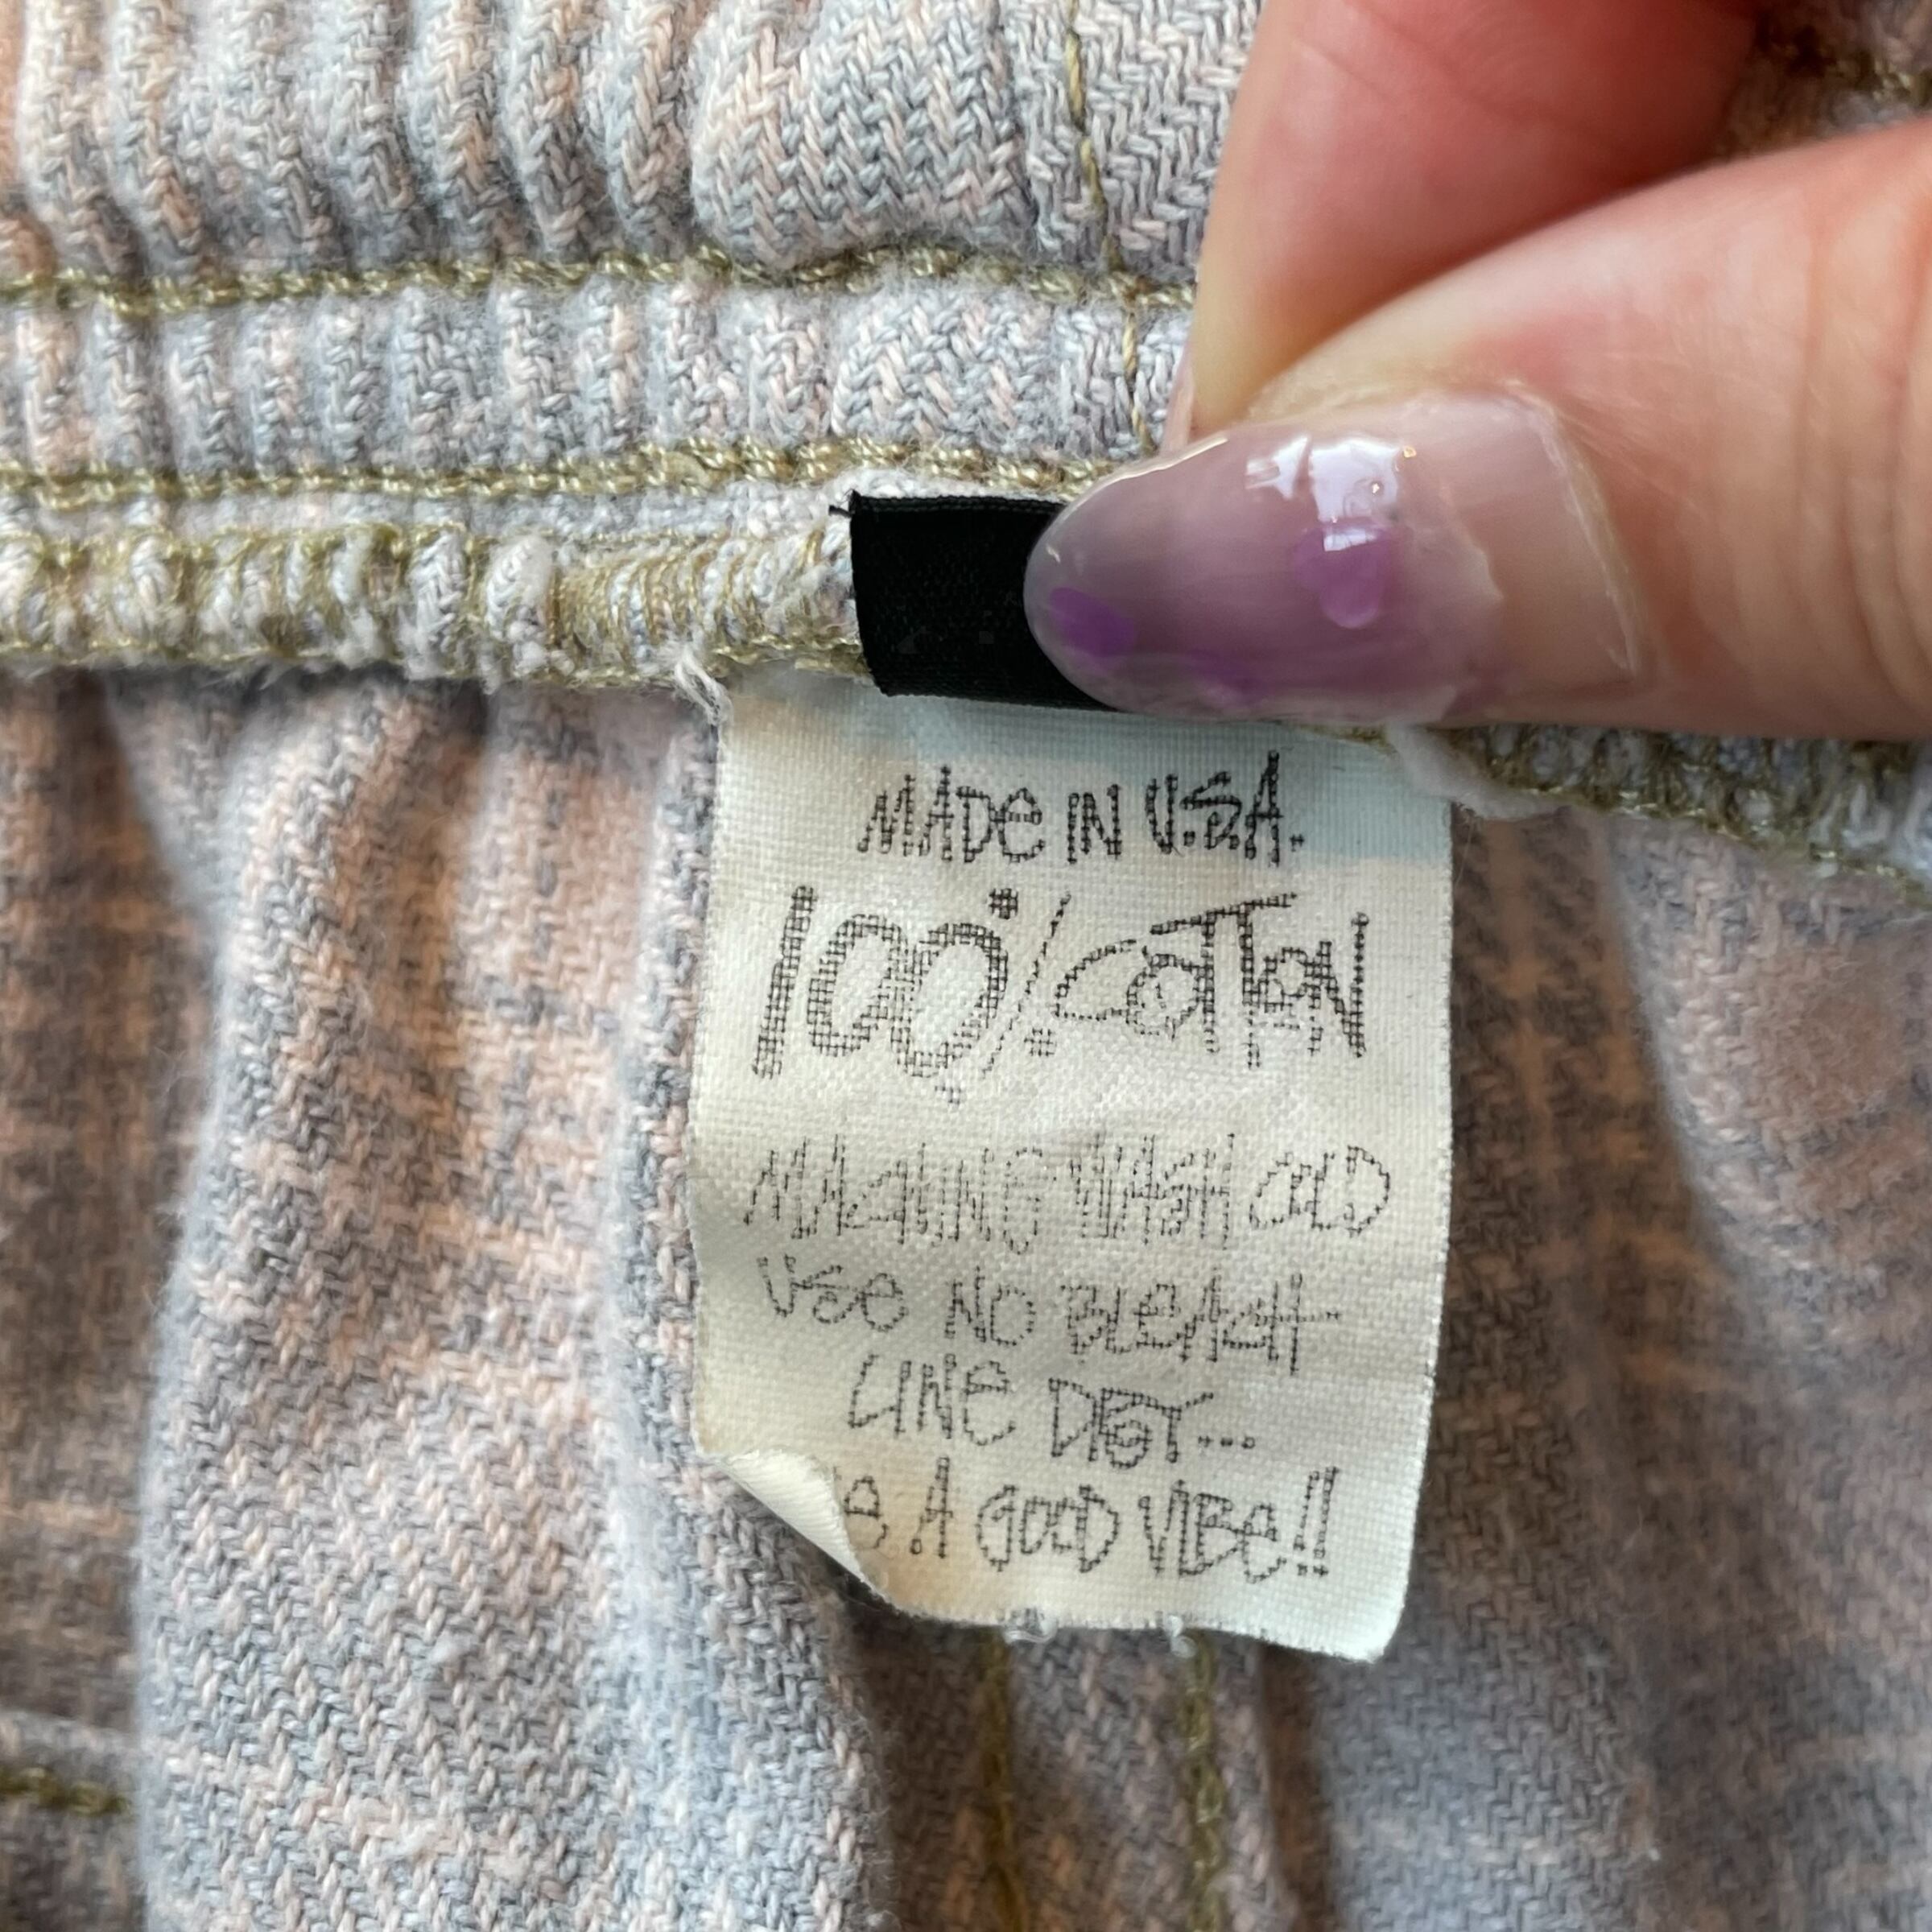 MADE IN U.S.A.
100% COTTON
MACHINE WASH COLD
USE NO BLEACH
LINE DRY...
e A GOOD VIBE!!